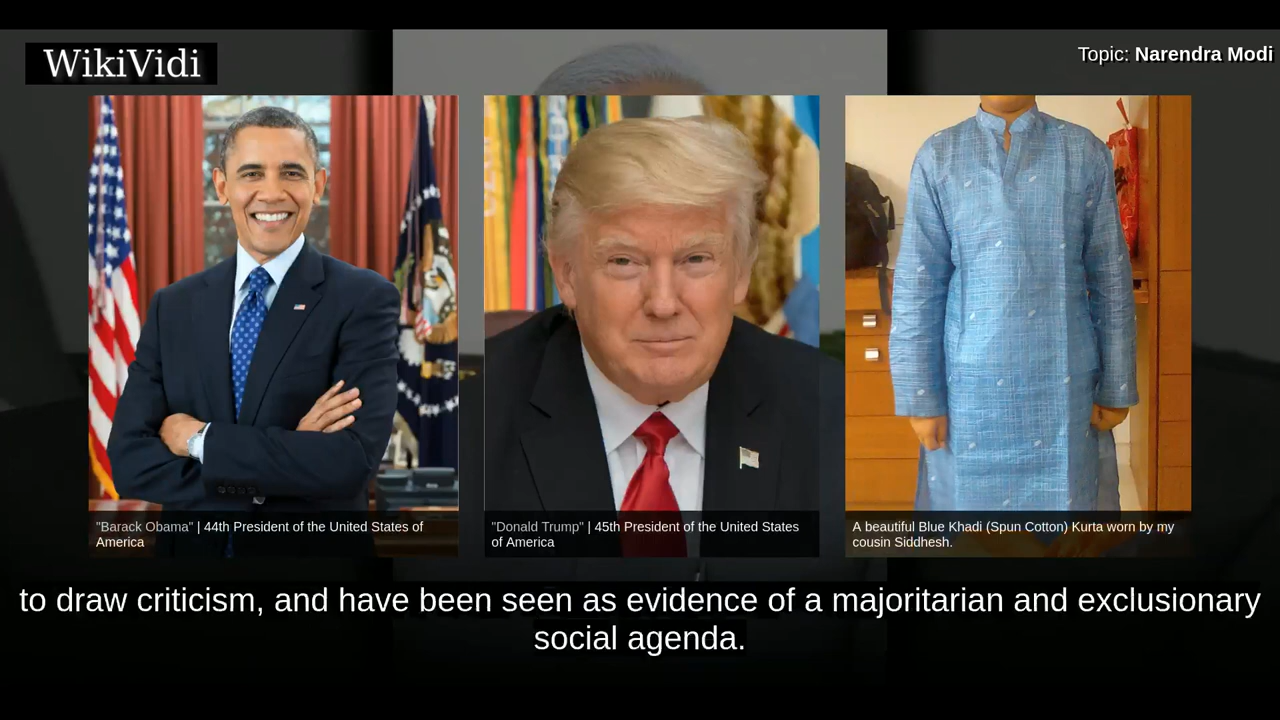 WikiVidi
Topic: Narendra Modi
"Barack Obama" | 44th President of the United States of
America
"Donald Trump" | 45th President of the United States
of America
A beautiful Blue Khadi (Spun Cotton) Kurta worn by my
cousin Siddhesh.
to draw criticism, and have been seen as evidence of a majoritarian and exclusionary
social agenda.